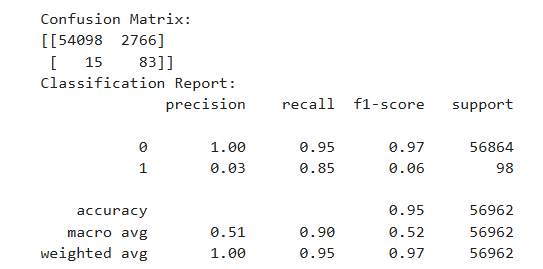 Confusion Matrix:
[[54098  2766]
 [   15    83]]
Classification Report:
              precision    recall  f1-score   support

           0       1.00      0.95      0.97     56864
           1       0.03      0.85      0.06        98

    accuracy                           0.95     56962
   macro avg       0.51      0.90      0.52     56962
weighted avg       1.00      0.95      0.97     56962